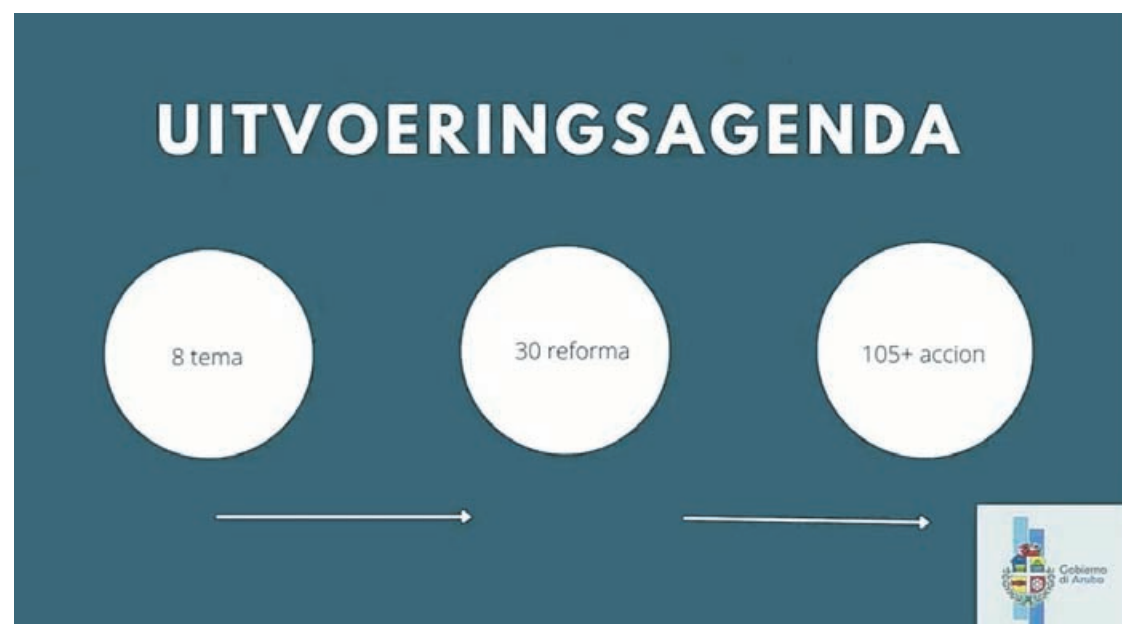 UITVOERINGSAGENDA
8 tema
30 reforma
105+ accion
Gobierno
di Aruba